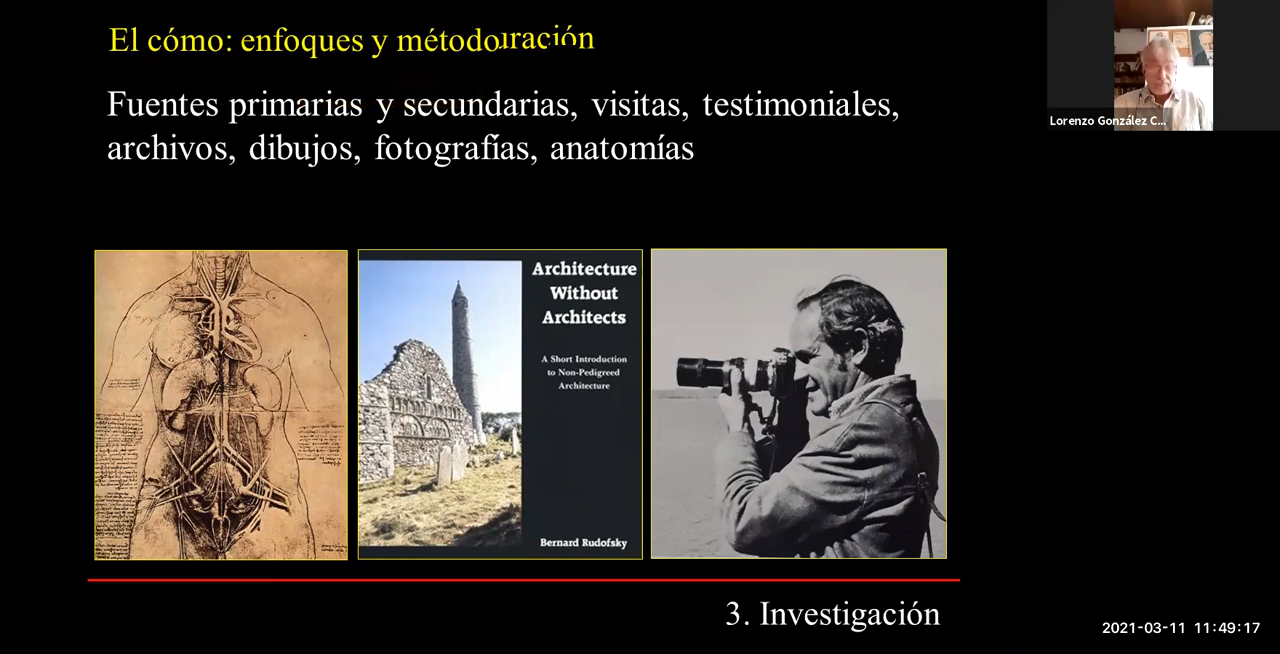 El cómo: enfoques y método
Fuentes primarias y secundarias, visitas, testimoniales,
archivos, dibujos, fotografías, anatomías
Architecture
Without
Architects
A Short Introduction
to Non-Pedigreed
Architecture
Bernard Rudofsky
3. Investigación
Lorenzo González C...
2021-03-11 11:49:17